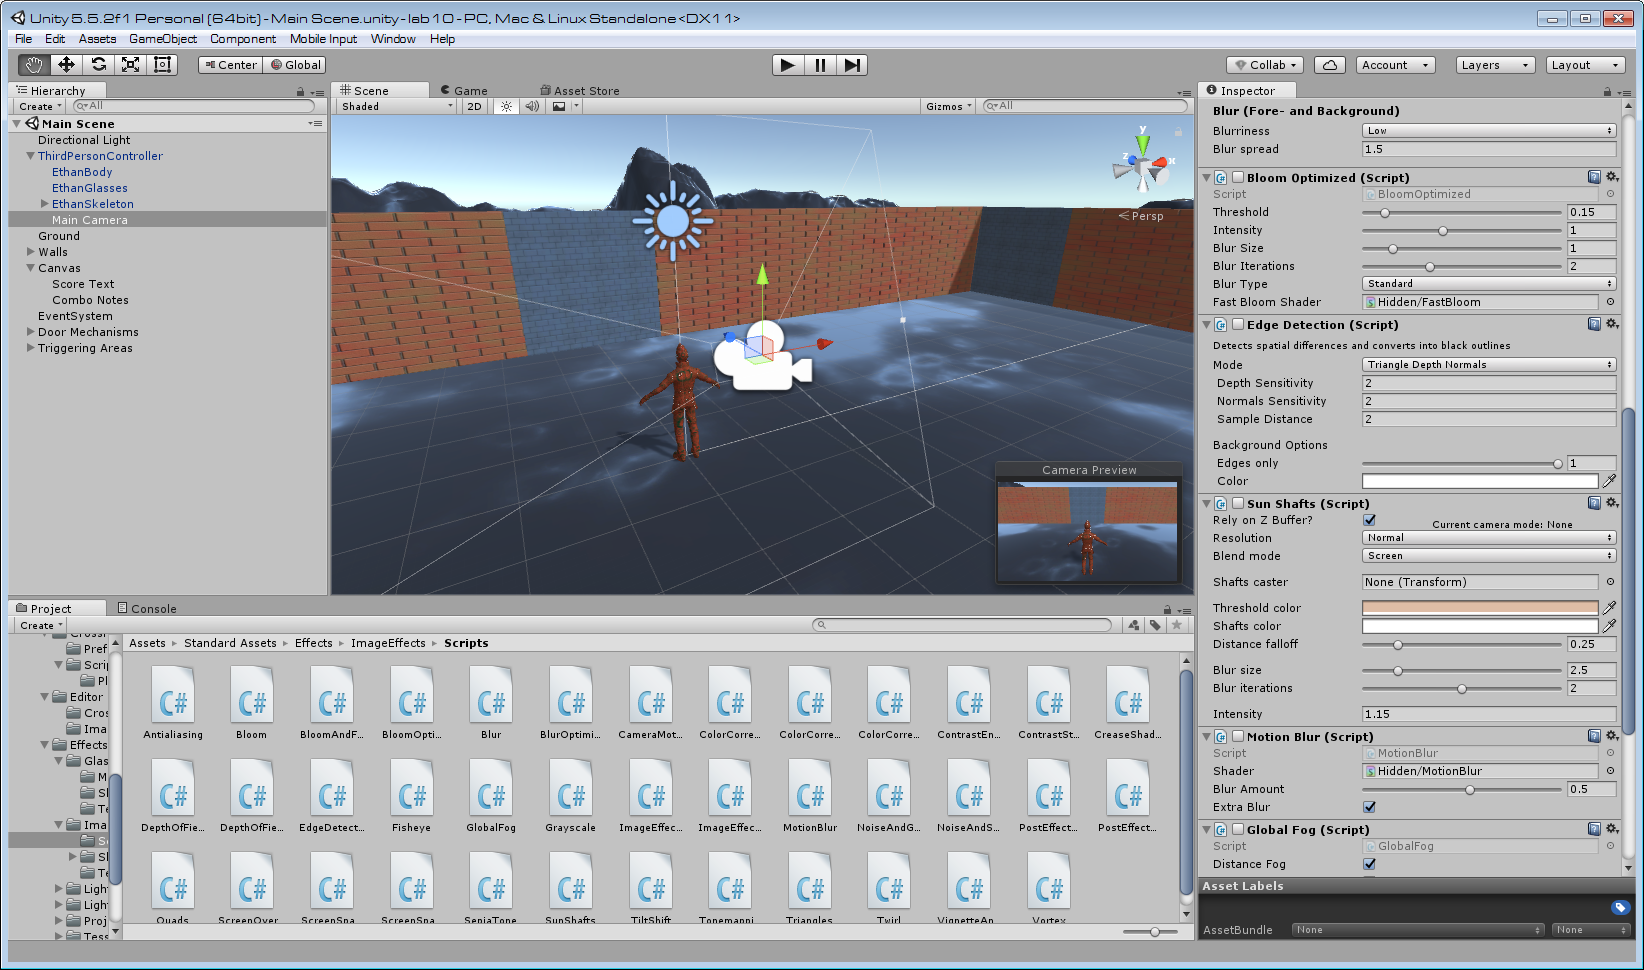 Unity 5.5.2f1 Personal (64bit) - Main Scene.unity - lab10 - PC, Mac & Linux Standalone <DX11>
File Edit Assets GameObject Component Mobile Input Window Help
Center Global Collab Account Layers Layout
Hierarchy
Create All
Main Scene
Directional Light
ThirdPersonController
EthanBody
EthanGlasses
EthanSkeleton
Main Camera
Ground
Walls
Canvas
Score Text
Combo Notes
EventSystem
Door Mechanisms
Triggering Areas
Scene Game Asset Store
Shaded 2D Gizmos All
y
z x
Persp
Camera Preview
Inspector
Blur (Fore- and Background)
Blurriness Low
Blur spread 1.5
Bloom Optimized (Script)
Script BloomOptimized
Threshold 0.15
Intensity 1
Blur Size 1
Blur Iterations 2
Blur Type Standard
Fast Bloom Shader Hidden/FastBloom
Edge Detection (Script)
Detects spatial differences and converts into black outlines
Mode Triangle Depth Normals
Depth Sensitivity 2
Normals Sensitivity 2
Sample Distance 2
Background Options
Edges only 1
Color
Sun Shafts (Script)
Rely on Z Buffer? Current camera mode: None
Resolution Normal
Blend mode Screen
Shafts caster None (Transform)
Threshold color
Shafts color
Distance falloff 0.25
Blur size 2.5
Blur iterations 2
Intensity 1.15
Motion Blur (Script)
Script MotionBlur
Shader Hidden/MotionBlur
Blur Amount 0.5
Extra Blur
Global Fog (Script)
Script GlobalFog
Distance Fog
Asset Labels
AssetBundle None None
Project Console
Create
Pref
Scri
Pl
Editor
Cros
Ima
Effects
Glas
M
Sl
Te
Ima
Sc
Sl
Te
Ligh
Ligh
Proj
Tess
Assets ▸ Standard Assets ▸ Effects ▸ ImageEffects ▸ Scripts
C# C# C# C# C# C# C# C# C# C# C# C# C#
Antialiasing Bloom BloomAndF... BloomOpti... Blur BlurOptimi... CameraMot... ColorCorre... ColorCorre... ColorCorre... ContrastEn... ContrastSt... CreaseShad...
C# C# C# C# C# C# C# C# C# C# C# C# C#
DepthOfFie... DepthOfFie... EdgeDetect... Fisheye GlobalFog Grayscale ImageEffec... ImageEffec... MotionBlur NoiseAndG... NoiseAndS... PostEffect... PostEffect...
C# C# C# C# C# C# C# C# C# C# C# C#
Quads ScreenOver ScreenSpa ScreenSpa SepiaTone SunShafts TiltShift Tonemappi Triangles Twirl VignetteAn Vortex